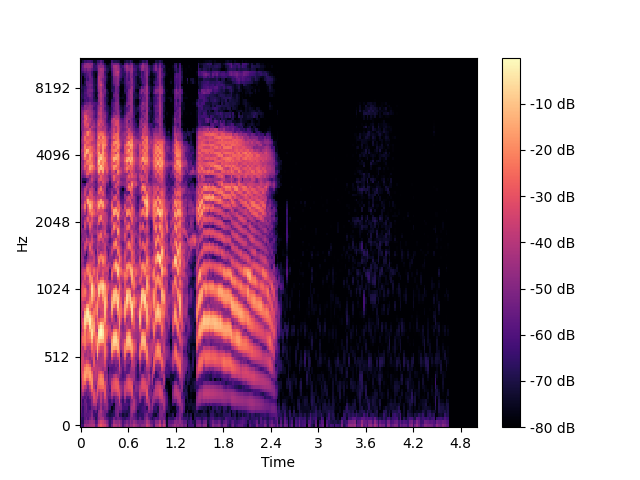 8192
4096
2048
1024
512
0
Hz
0 0.6 1.2 1.8 2.4 3 3.6 4.2 4.8
Time
-10 dB
-20 dB
-30 dB
-40 dB
-50 dB
-60 dB
-70 dB
-80 dB